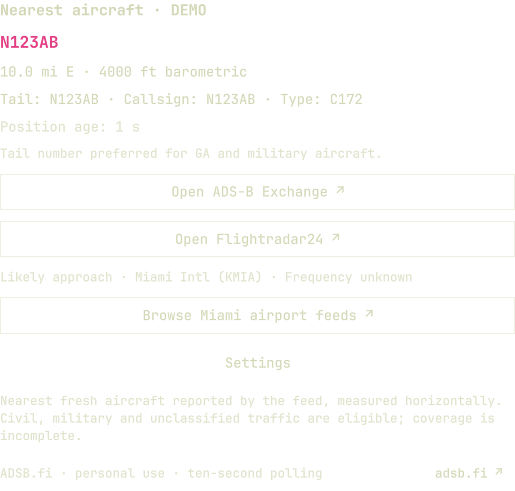 Nearest aircraft · DEMO
N123AB
10.0 mi E · 4000 ft barometric
Tail: N123AB · Callsign: N123AB · Type: C172
Position age: 1 s
Tail number preferred for GA and military aircraft.
Open ADS-B Exchange ↗
Open Flightradar24 ↗
Likely approach · Miami Intl (KMIA) · Frequency unknown
Browse Miami airport feeds ↗
Settings
Nearest fresh aircraft reported by the feed, measured horizontally.
Civil, military and unclassified traffic are eligible; coverage is
incomplete.
ADSB.fi · personal use · ten-second polling adsb.fi ↗